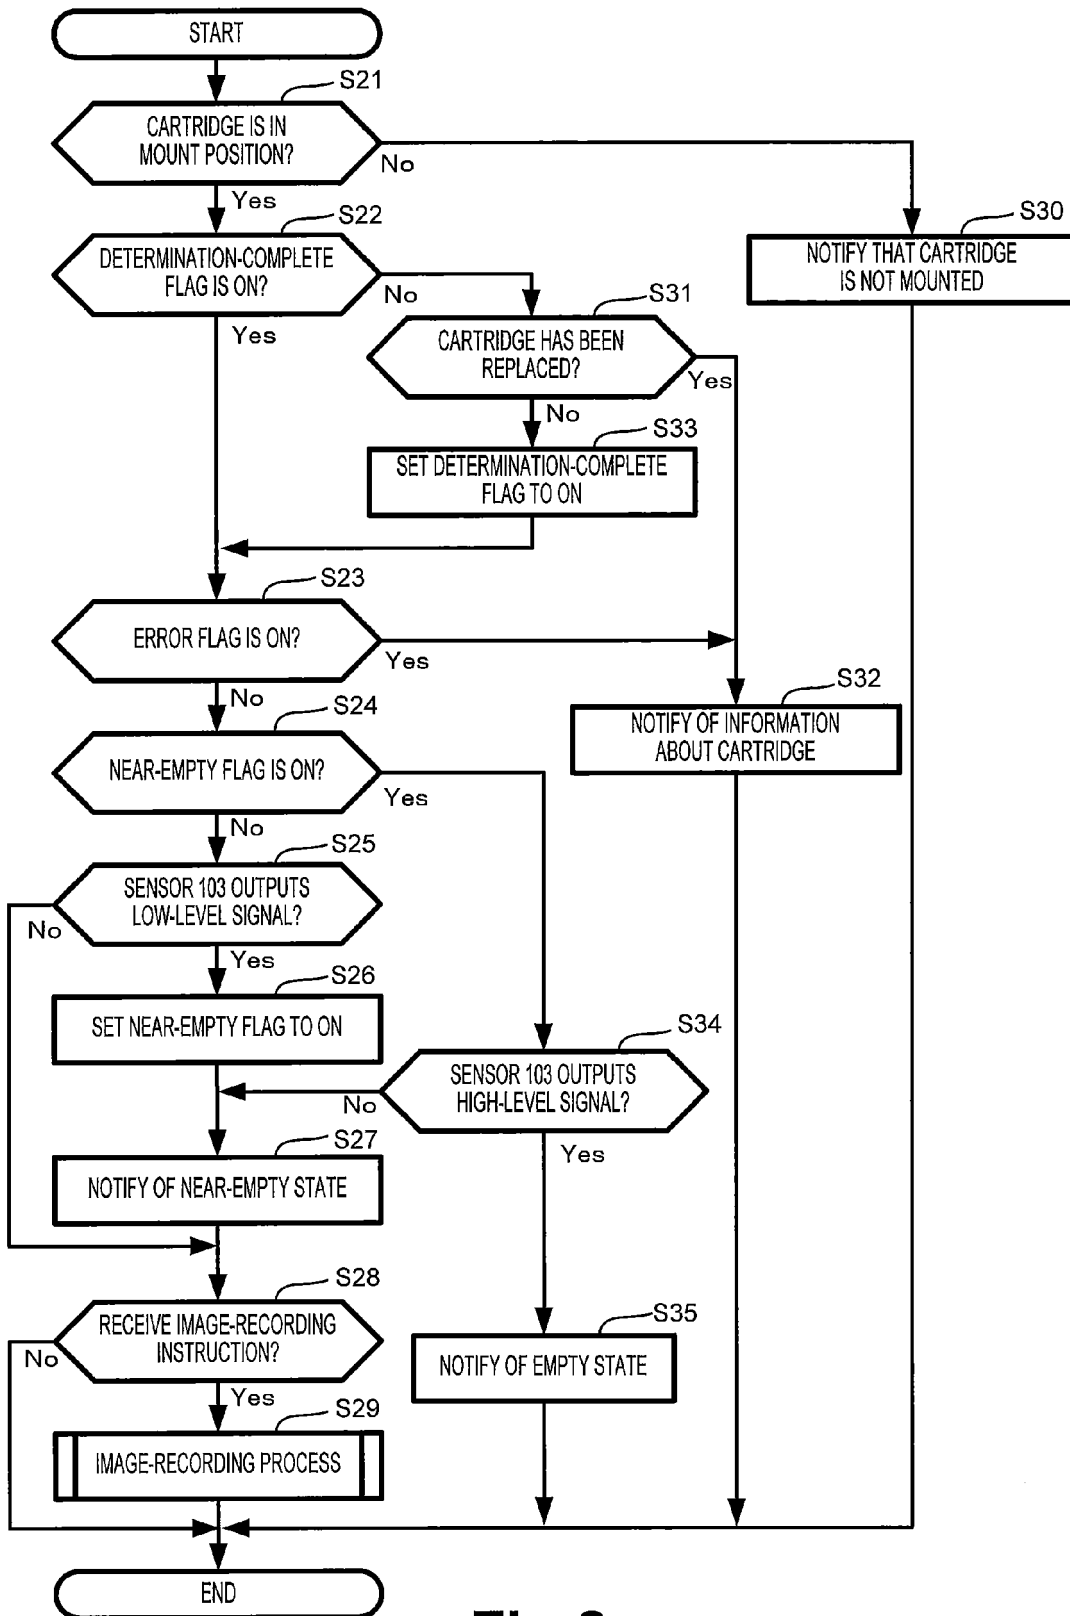 START
S21
CARTRIDGE IS IN
MOUNT POSITION?
No
Yes
S22
S30
DETERMINATION-COMPLETE
FLAG IS ON?
No
NOTIFY THAT CARTRIDGE
IS NOT MOUNTED
Yes
S31
CARTRIDGE HAS BEEN
REPLACED?
Yes
No
S33
SET DETERMINATION-COMPLETE
FLAG TO ON
S23
ERROR FLAG IS ON?
Yes
No
S32
NOTIFY OF INFORMATION
ABOUT CARTRIDGE
S24
NEAR-EMPTY FLAG IS ON?
Yes
No
S25
SENSOR 103 OUTPUTS
LOW-LEVEL SIGNAL?
No
Yes
S26
SET NEAR-EMPTY FLAG TO ON
S34
SENSOR 103 OUTPUTS
HIGH-LEVEL SIGNAL?
No
Yes
S27
NOTIFY OF NEAR-EMPTY STATE
S28
RECEIVE IMAGE-RECORDING
INSTRUCTION?
No
Yes
S35
NOTIFY OF EMPTY STATE
S29
IMAGE-RECORDING PROCESS
END